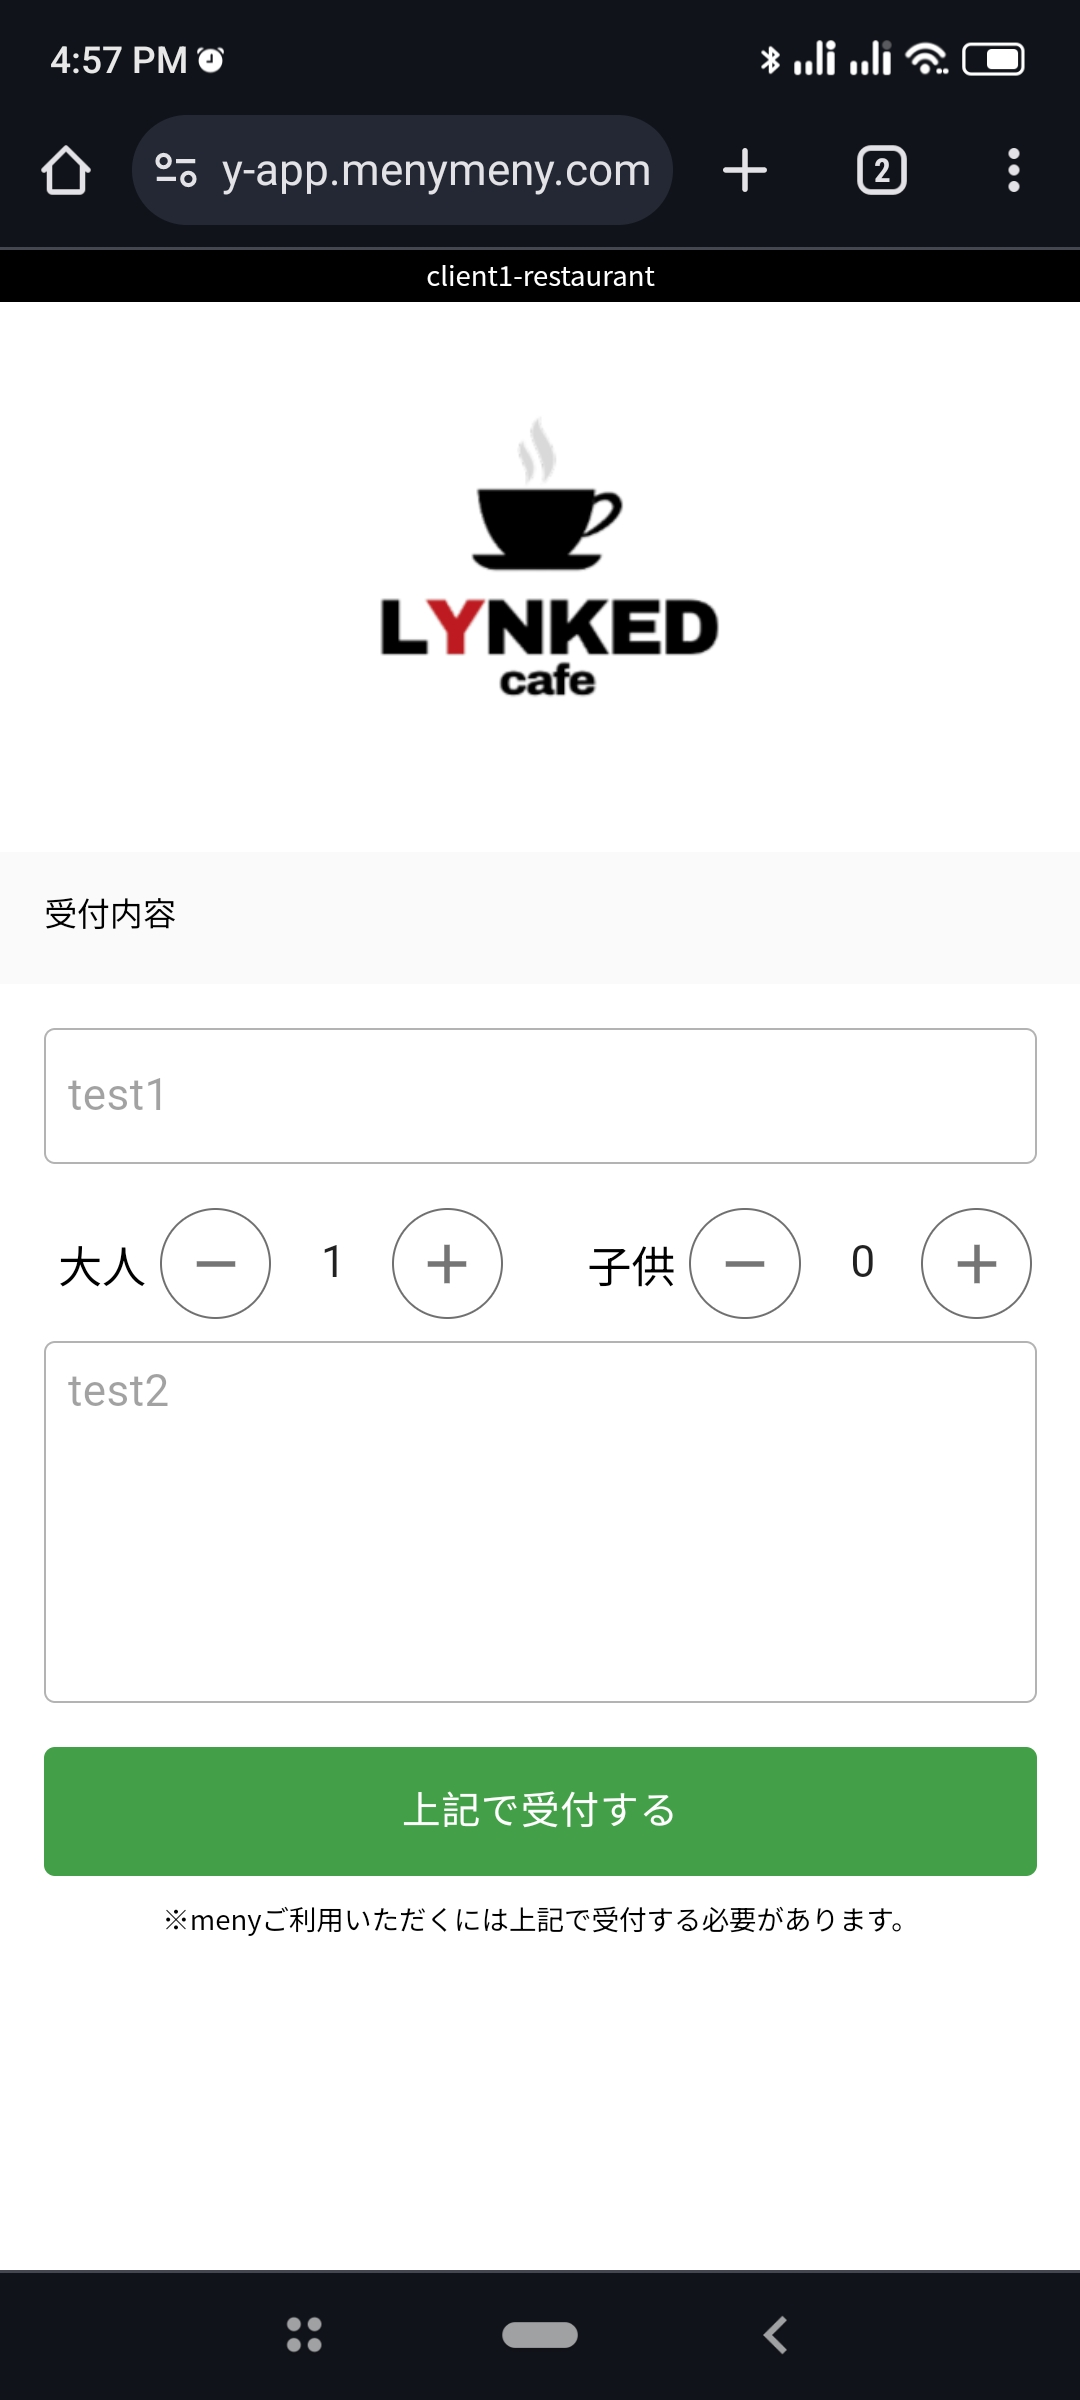 4:57 PM
y-app.menymeny.com
2
client1-restaurant
LYNKED
cafe
受付内容
test1
大人 1 子供 0
test2
上記で受付する
※menyご利用いただくには上記で受付する必要があります。